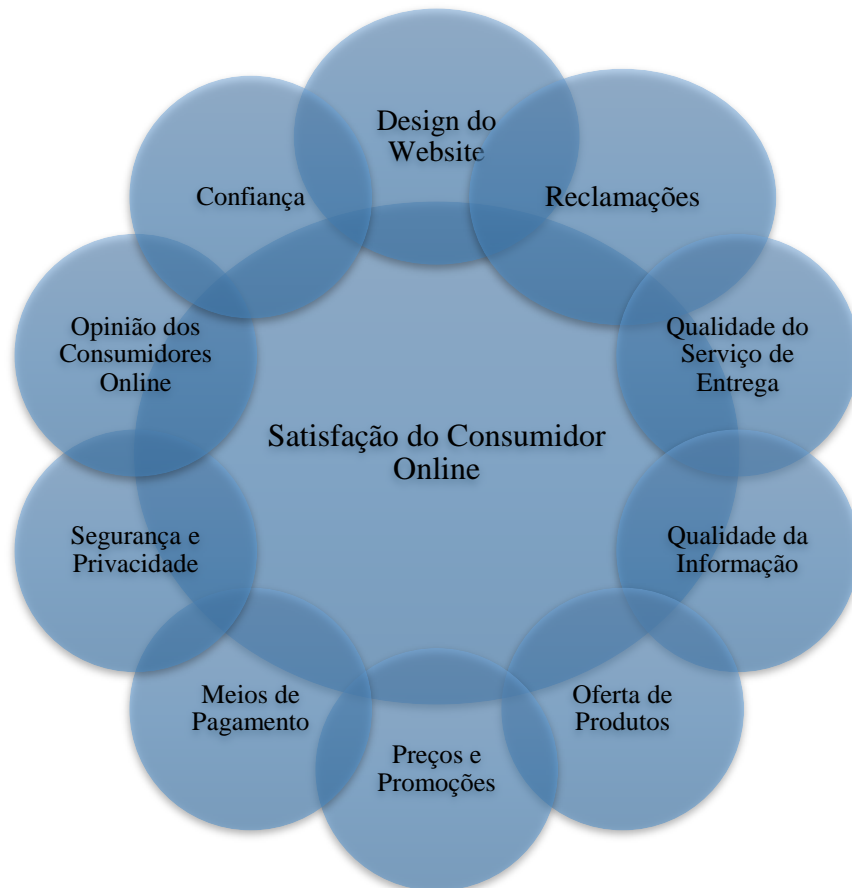 Design do
Website
Reclamações
Confiança
Qualidade do
Serviço de
Entrega
Opinião dos
Consumidores
Online
Satisfação do Consumidor
Online
Qualidade da
Informação
Segurança e
Privacidade
Oferta de
Produtos
Meios de
Pagamento
Preços e
Promoções